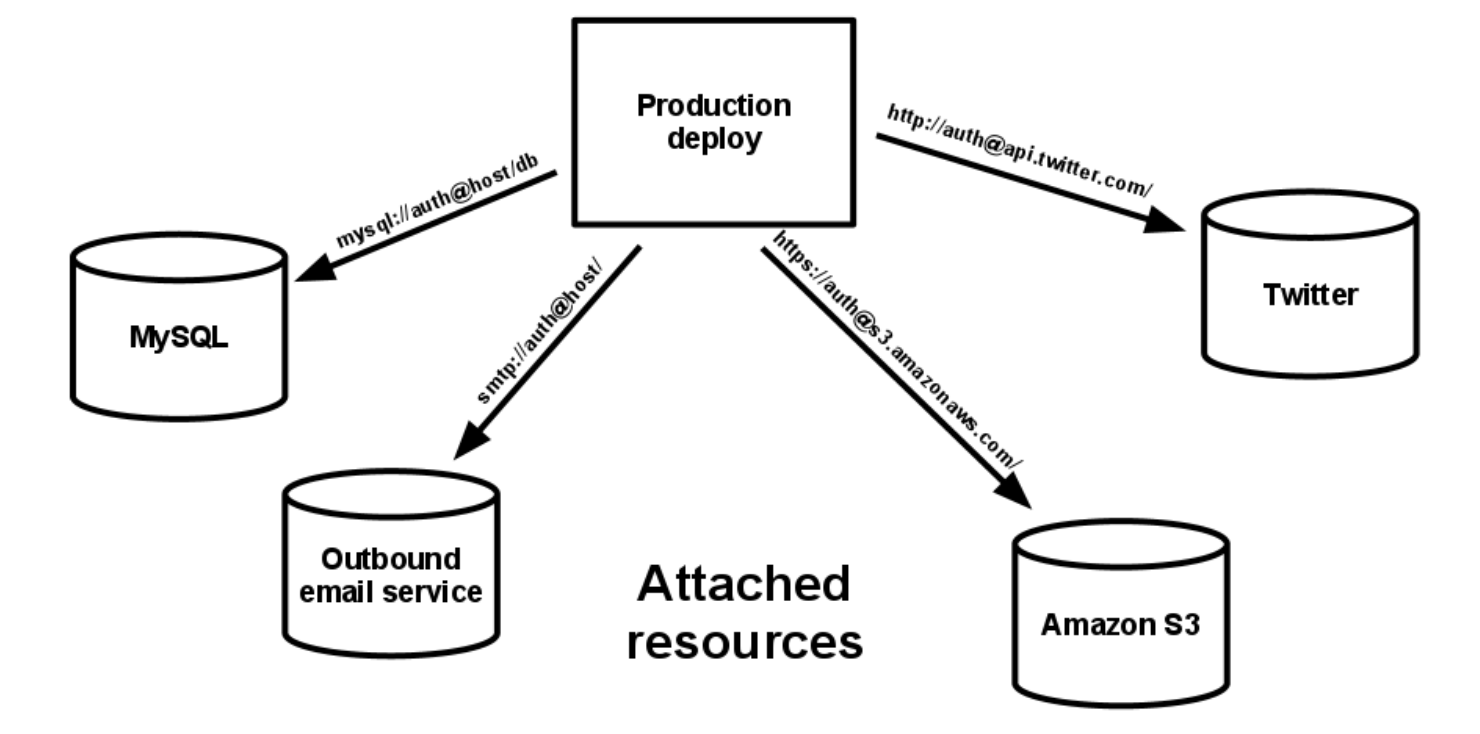 Production
deploy
http://auth@api.twitter.com/
mysql://auth@host/db
https://auth@s3.amazonaws.com/
smtp://auth@host/
Twitter
MySQL
Outbound
email service
Attached
resources
Amazon S3